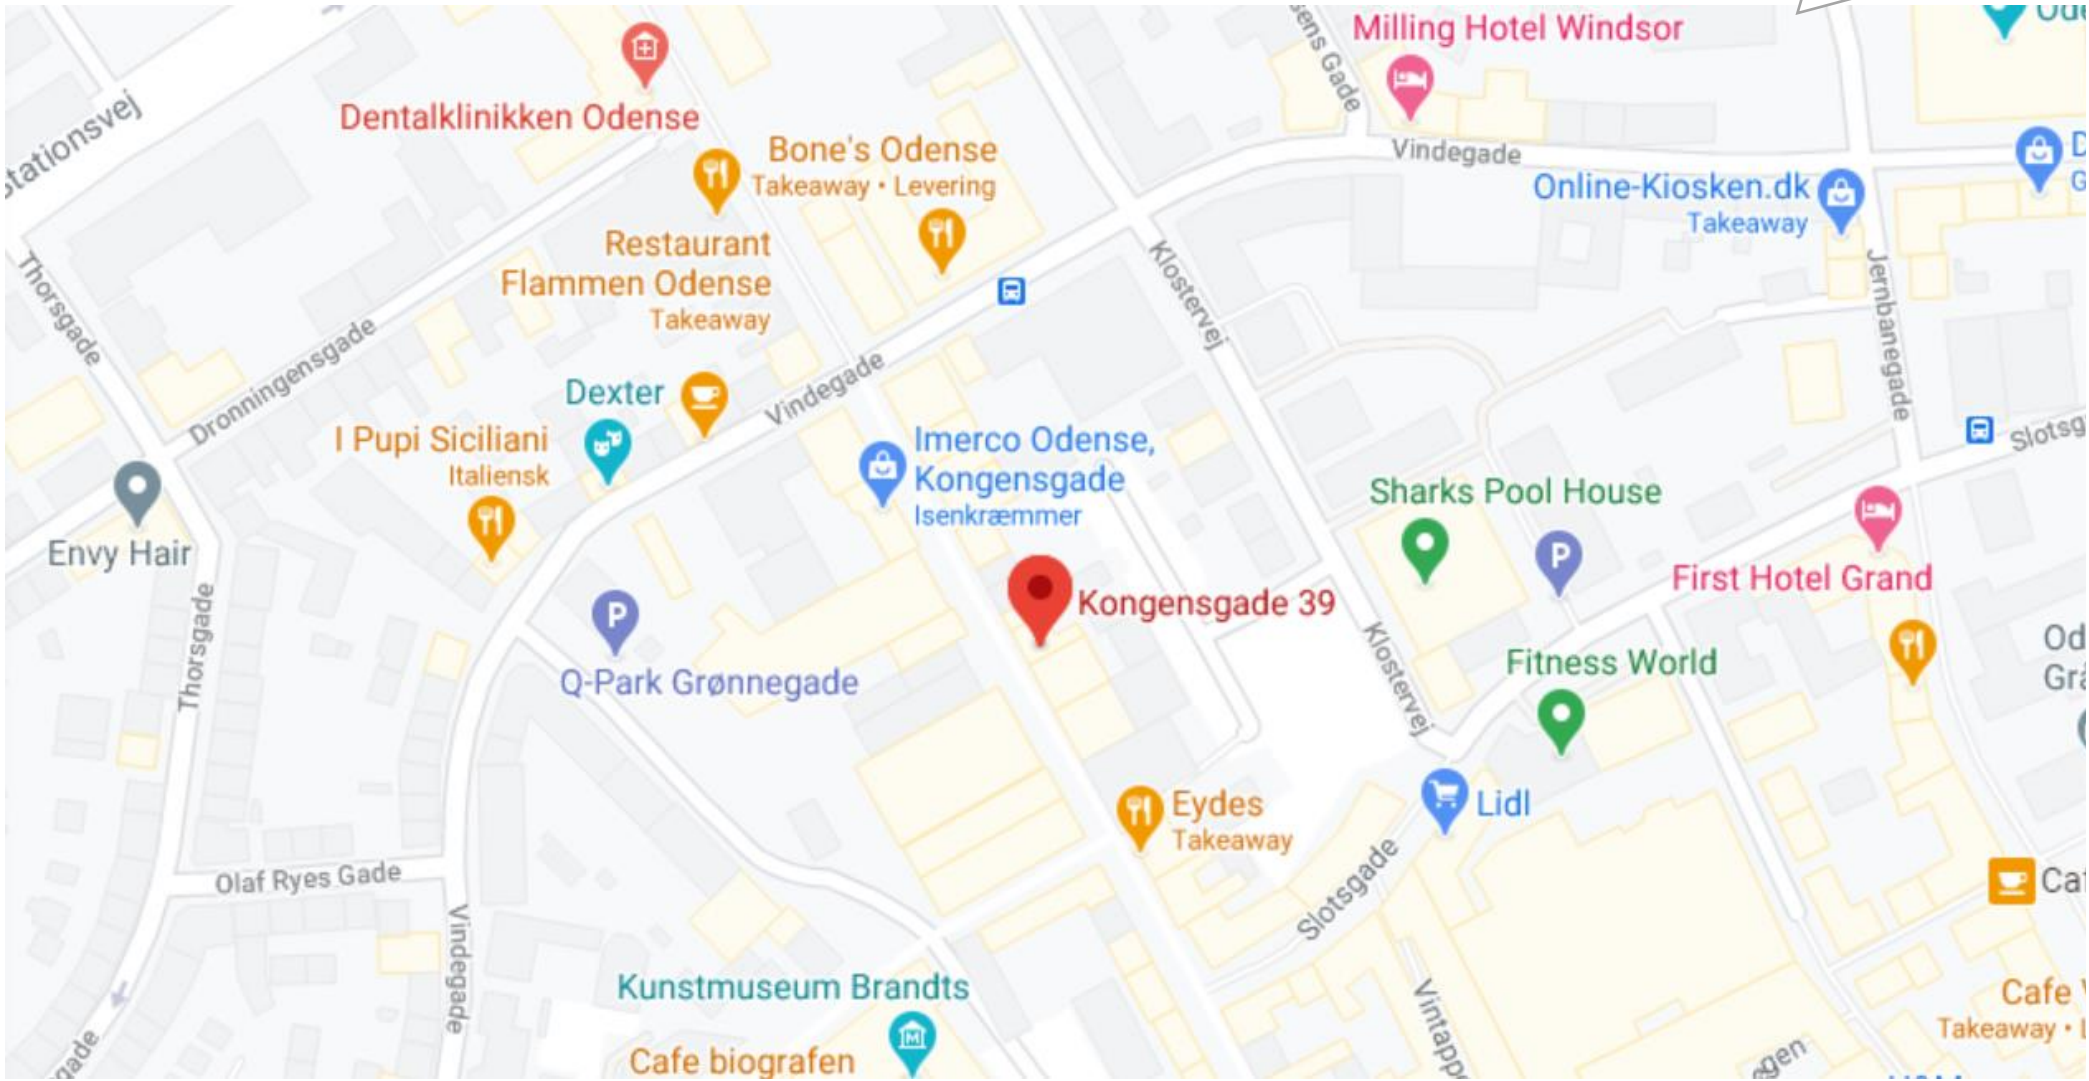 Milling Hotel Windsor
Dentalklinikken Odense
Bone's Odense
Takeaway • Levering
Vindegade
Online-Kiosken.dk
Takeaway
Restaurant
Flammen Odense
Takeaway
Thorsgade
Klostervej
Jernbanegade
Dronningensgade
Vindegade
Dexter
I Pupi Siciliani
Italiensk
Imerco Odense,
Kongensgade
Isenkræmmer
P
Sharks Pool House
Envy Hair
P
First Hotel Grand
Kongensgade 39
Thorsgade
Q-Park Grønnegade
Klostervej
Fitness World
Eydes
Takeaway
Lidl
Olaf Ryes Gade
Slotsgade
Vindegade
Kunstmuseum Brandts
M
Cafe biografen
Cafe
Takeaway •